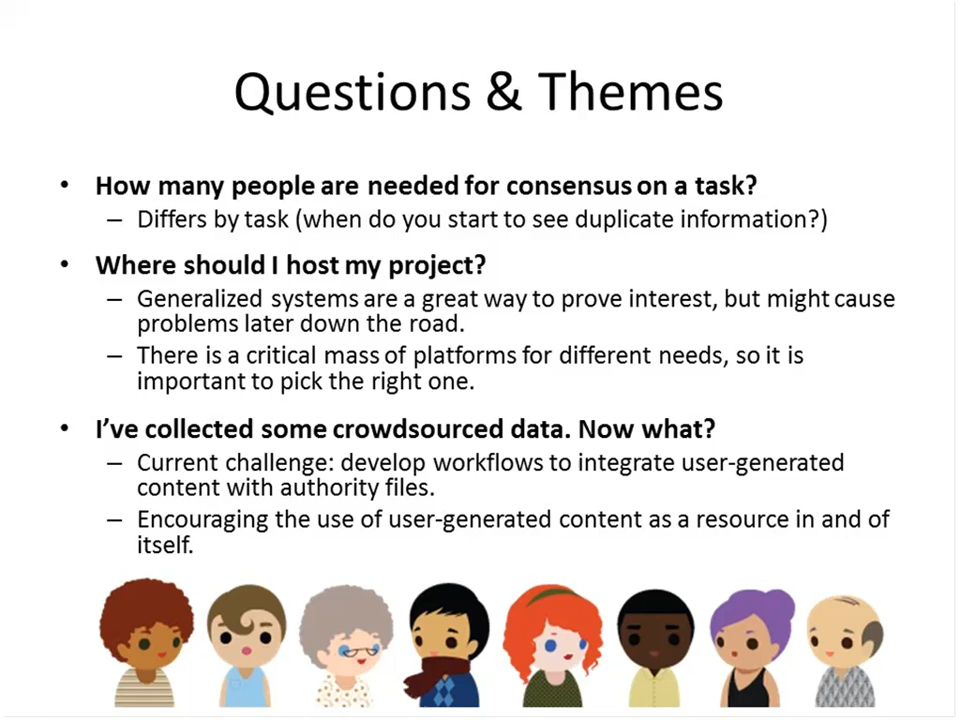 Questions & Themes
• How many people are needed for consensus on a task?
– Differs by task (when do you start to see duplicate information?)
• Where should I host my project?
– Generalized systems are a great way to prove interest, but might cause
problems later down the road.
– There is a critical mass of platforms for different needs, so it is
important to pick the right one.
• I’ve collected some crowdsourced data. Now what?
– Current challenge: develop workflows to integrate user-generated
content with authority files.
– Encouraging the use of user-generated content as a resource in and of
itself.